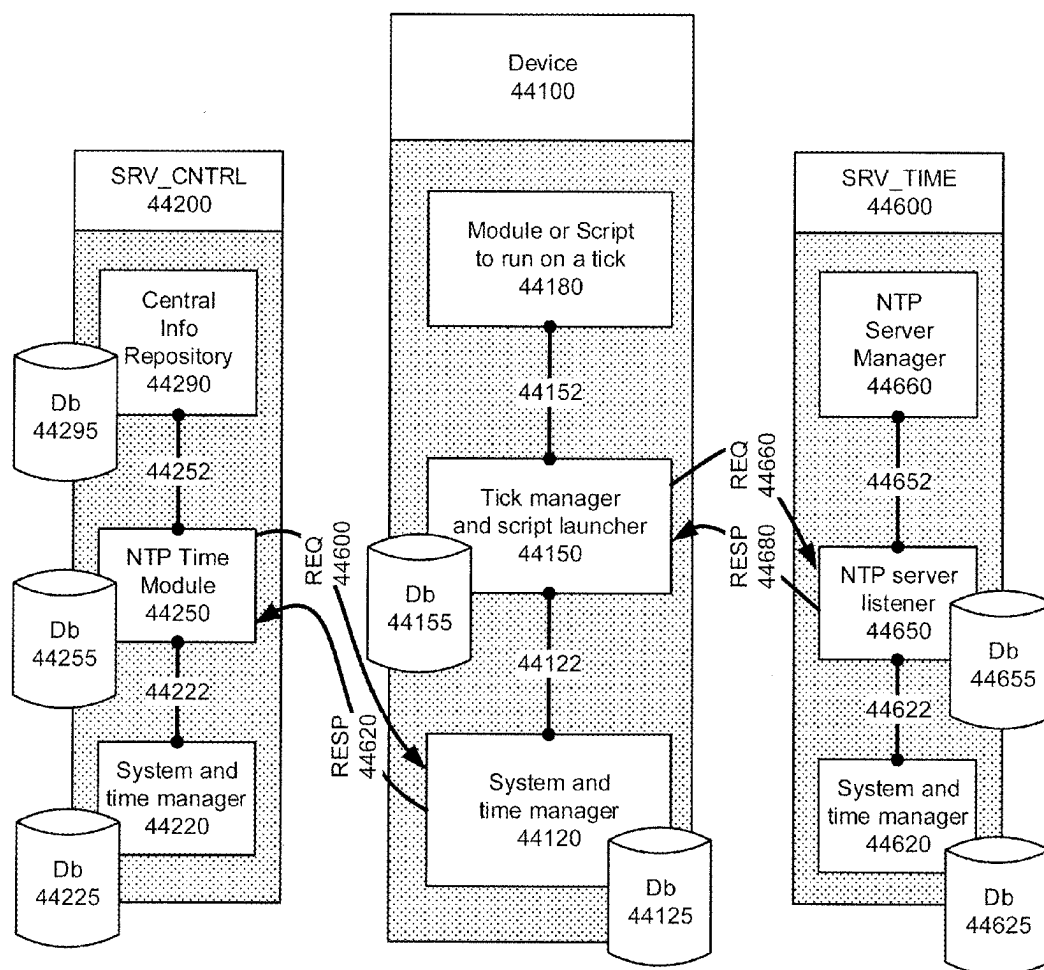 Device
44100
SRV_CNTRL
44200
Central
Info
Repository
44290
Db
44295
44252
NTP Time
Module
44250
Db
44255
44222
System and
time manager
44220
Db
44225
REQ
44600
RESP
44620
Module or Script
to run on a tick
44180
44152
Tick manager
and script launcher
44150
Db
44155
44122
System and
time manager
44120
Db
44125
REQ
44660
RESP
44680
SRV_TIME
44600
NTP
Server
Manager
44660
44652
NTP server
listener
44650
Db
44655
44622
System and
time manager
44620
Db
44625